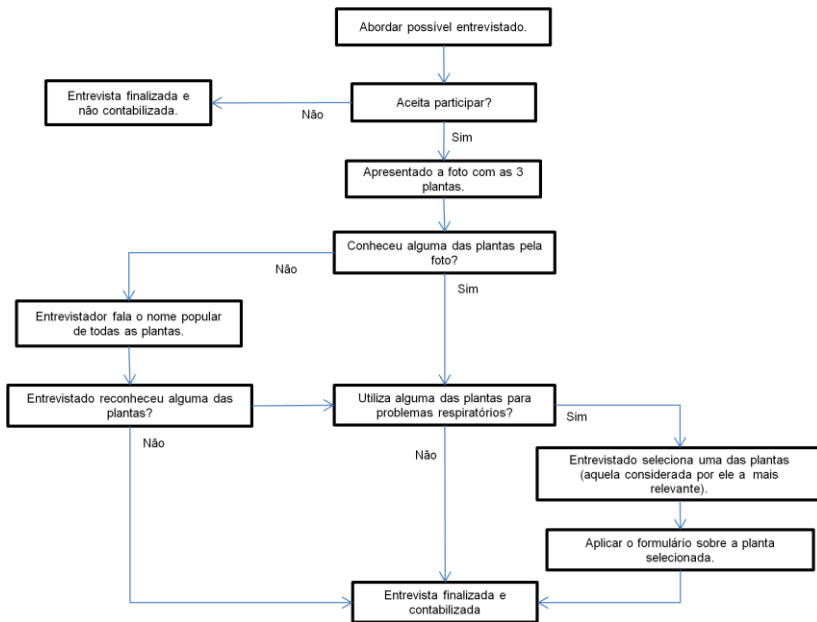 Abordar possível entrevistado.
Entrevista finalizada e
não contabilizada.
Não
Aceita participar?
Sim
Apresentado a foto com as 3
plantas.
Conheceu alguma das plantas pela
foto?
Não
Sim
Entrevistador fala o nome popular
de todas as plantas.
Entrevistado reconheceu alguma das
plantas?
Não
Utiliza alguma das plantas para
problemas respiratórios?
Sim
Não
Entrevistado seleciona uma das plantas
(aquela considerada por ele a mais
relevante).
Aplicar o formulário sobre a planta
selecionada.
Entrevista finalizada e
contabilizada